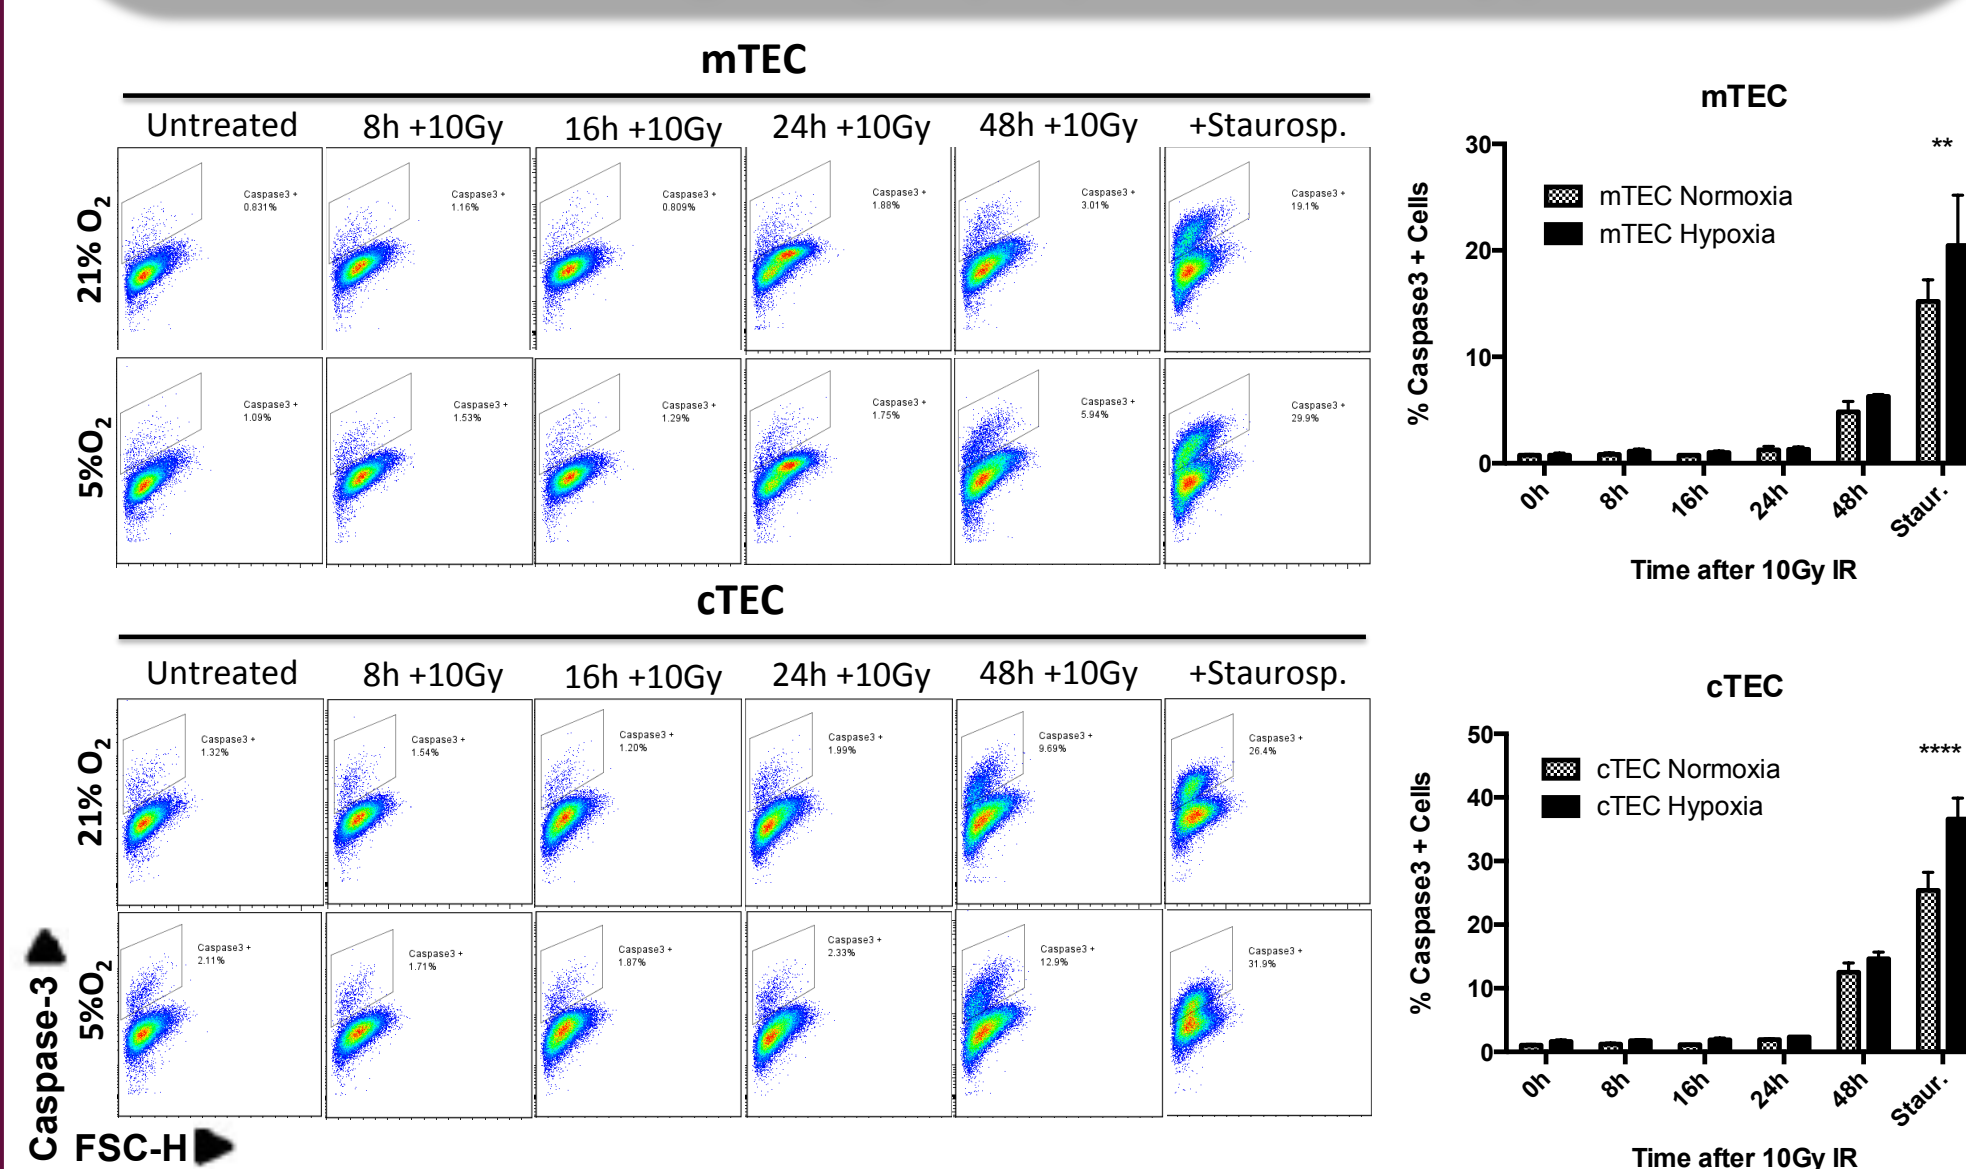 mTEC
Untreated 8h +10Gy 16h +10Gy 24h +10Gy 48h +10Gy +Staurosp.
21% O2
Caspase3 + Caspase3 + Caspase3 + Caspase3 + Caspase3 + Caspase3 +
0.831% 1.16% 0.809% 1.88% 3.01% 19.1%
5%O2
Caspase3 + Caspase3 + Caspase3 + Caspase3 + Caspase3 + Caspase3 +
1.09% 1.53% 1.29% 1.75% 5.94% 29.9%
mTEC
**
30
20
10
0
mTEC Normoxia
mTEC Hypoxia
% Caspase3 + Cells
0h 8h 16h 24h 48h Staur.
Time after 10Gy IR
cTEC
Untreated 8h +10Gy 16h +10Gy 24h +10Gy 48h +10Gy +Staurosp.
21% O2
Caspase3 + Caspase3 + Caspase3 + Caspase3 + Caspase3 + Caspase3 +
1.32% 1.54% 1.20% 1.99% 9.69% 26.4%
5%O2
Caspase3 + Caspase3 + Caspase3 + Caspase3 + Caspase3 + Caspase3 +
2.11% 1.71% 1.87% 2.33% 12.9% 31.9%
Caspase-3
FSC-H
cTEC
****
50
40
30
20
10
0
cTEC Normoxia
cTEC Hypoxia
% Caspase3 + Cells
0h 8h 16h 24h 48h Staur.
Time after 10Gy IR